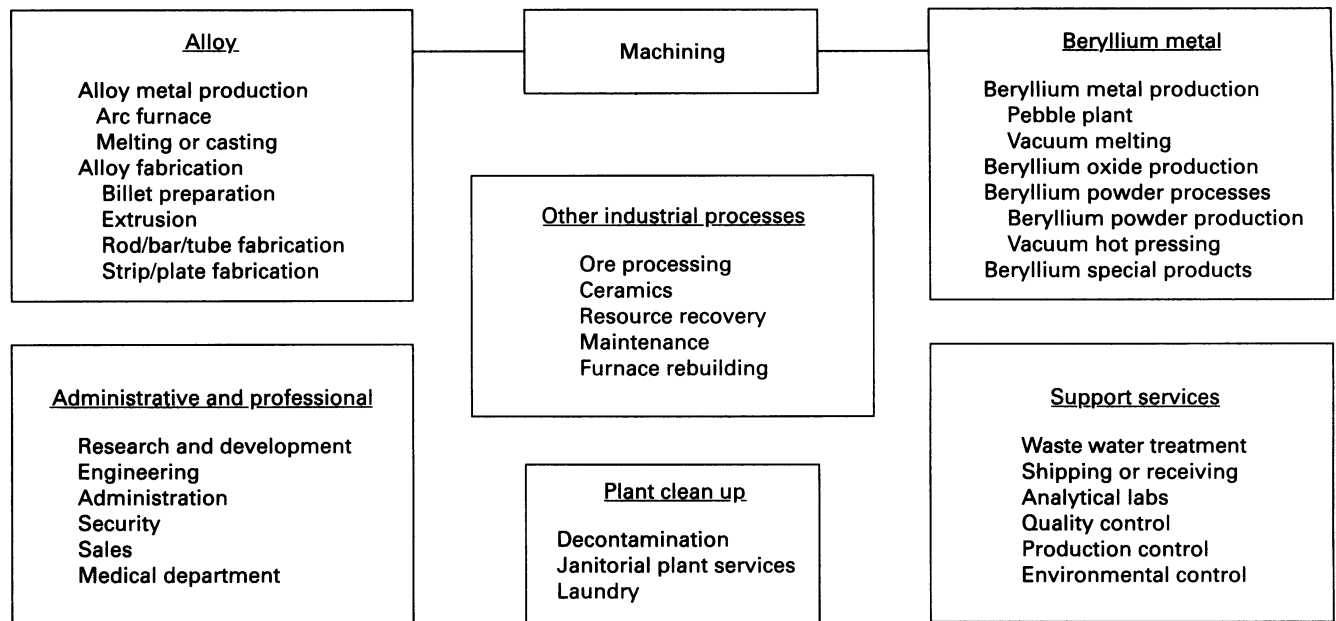 Alloy
Alloy metal production
Arc furnace
Melting or casting
Alloy fabrication
Billet preparation
Extrusion
Rod/bar/tube fabrication
Strip/plate fabrication
Machining
Beryllium metal
Beryllium metal production
Pebble plant
Vacuum melting
Beryllium oxide production
Beryllium powder processes
Beryllium powder production
Vacuum hot pressing
Beryllium special products
Other industrial processes
Ore processing
Ceramics
Resource recovery
Maintenance
Furnace rebuilding
Administrative and professional
Research and development
Engineering
Administration
Security
Sales
Medical department
Plant clean up
Decontamination
Janitorial plant services
Laundry
Support services
Waste water treatment
Shipping or receiving
Analytical labs
Quality control
Production control
Environmental control